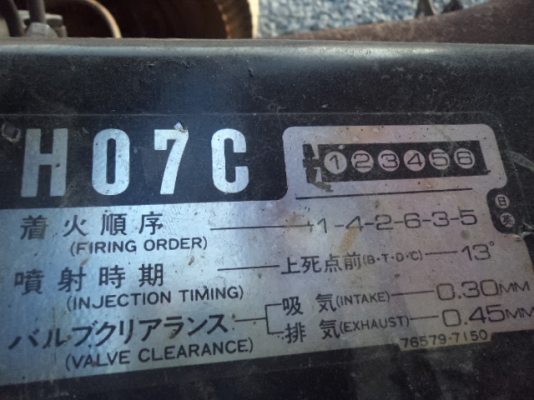 H07C
①②③④⑤⑥
着火順序 1-4-2-6-3-5
(FIRING ORDER)
噴射時期 上死点前(B・T・D・C) 13°
(INJECTION TIMING)
バルブクリアランス 吸気(INTAKE) 0.30MM
排気(EXHAUST) 0.45MM
(VALVE CLEARANCE)
76579-7150